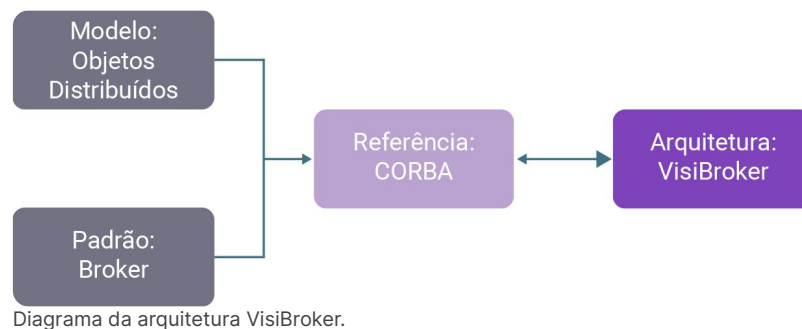 Modelo:
Objetos
Distribuídos
Referência:
CORBA
Arquitetura:
VisiBroker
Padrão:
Broker
Diagrama da arquitetura VisiBroker.